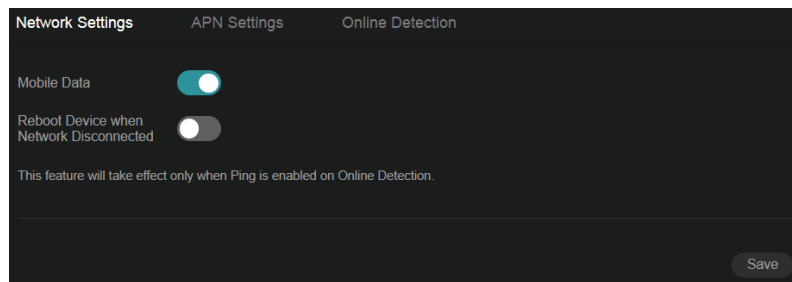 Network Settings APN Settings Online Detection
Mobile Data
Reboot Device when
Network Disconnected
This feature will take effect only when Ping is enabled on Online Detection.
Save